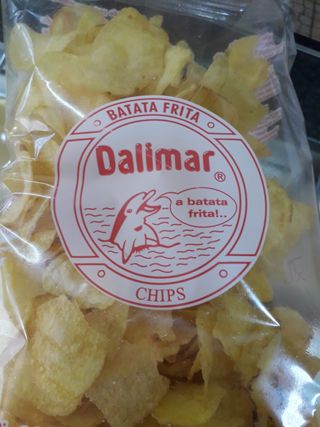 BATATA FRITA
Dalimar®
a batata
frita!..
CHIPS